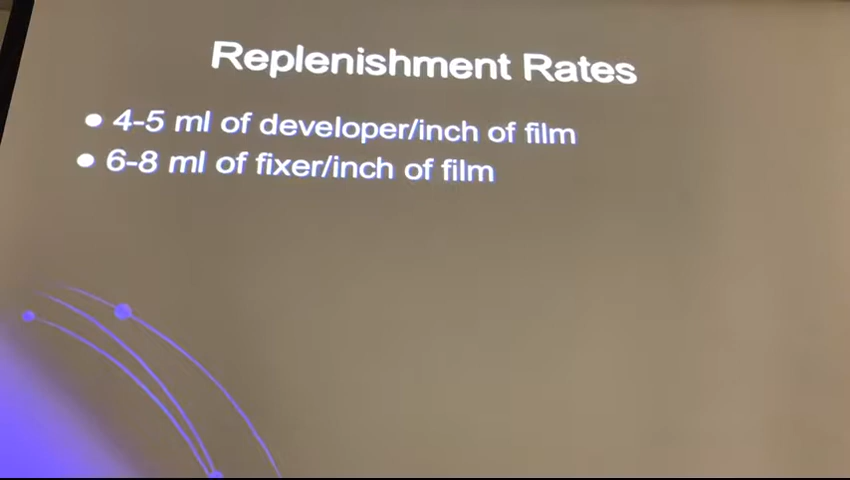 Replenishment Rates
● 4-5 ml of developer/inch of film
● 6-8 ml of fixer/inch of film